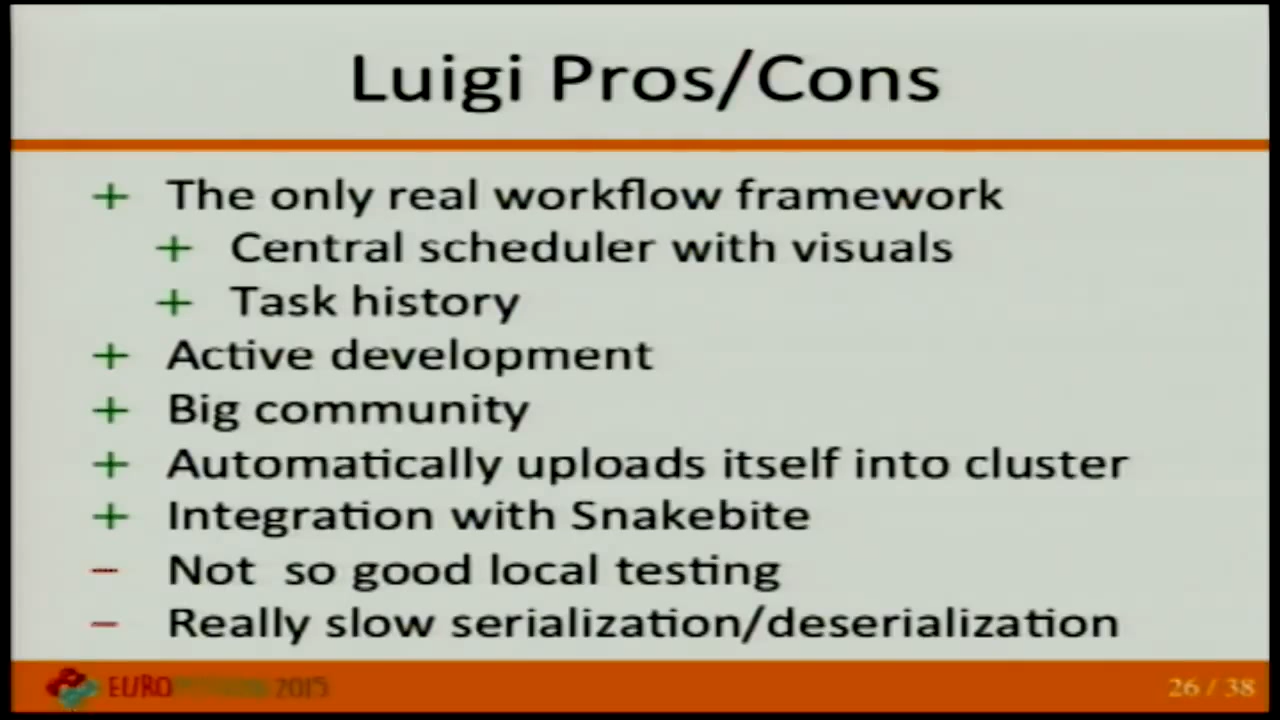 Luigi Pros/Cons
+ The only real workflow framework
+ Central scheduler with visuals
+ Task history
+ Active development
+ Big community
+ Automatically uploads itself into cluster
+ Integration with Snakebite
– Not so good local testing
– Really slow serialization/deserialization
EUROPYTHON 2015
26 / 38